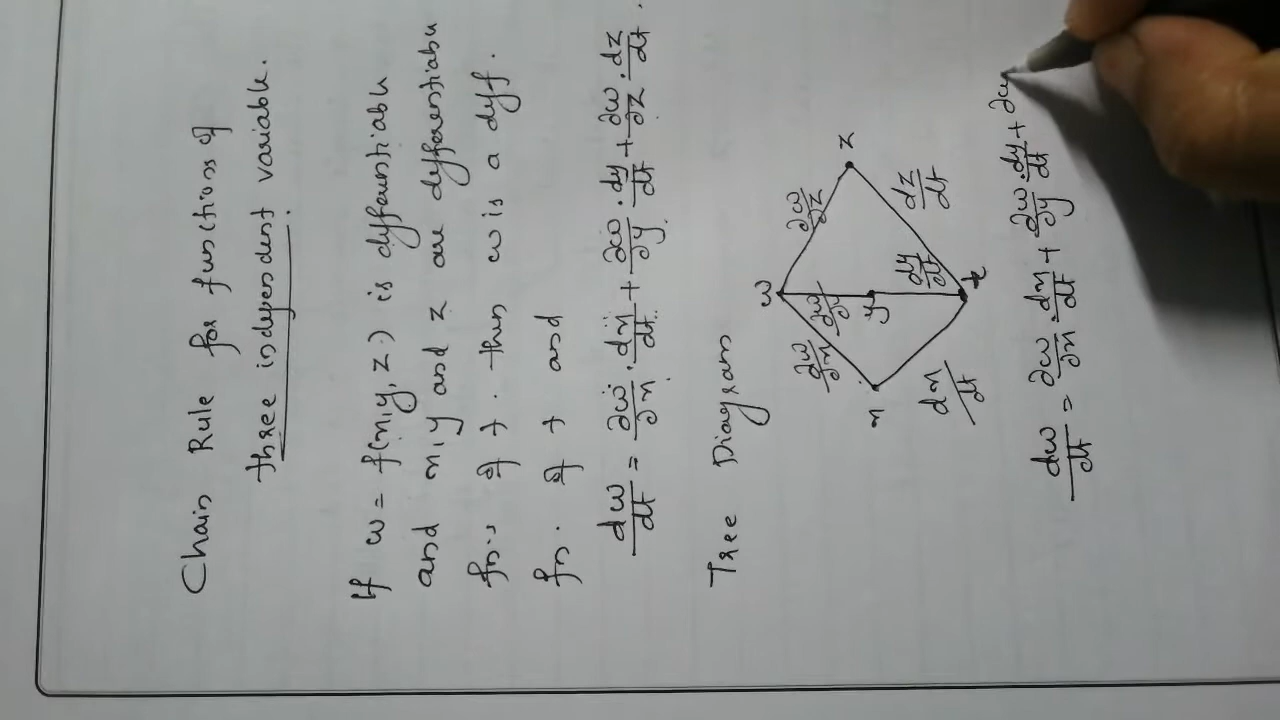 Chain Rule for functions of
three independent variable.
If ω = f(x,y,z) is differentiable
and x,y and z are differentiable
fn.s of t. then ω is a diff.
fn. of t and
dω/dt = ∂ω/∂x . dx/dt + ∂ω/∂y . dy/dt + ∂ω/∂z . dz/dt .
Tree Diagram
ω
∂ω/∂x ∂ω/∂y ∂ω/∂z
x y z
dx/dt dy/dt dz/dt
t
dω/dt = ∂ω/∂x . dx/dt + ∂ω/∂y . dy/dt + ∂ω